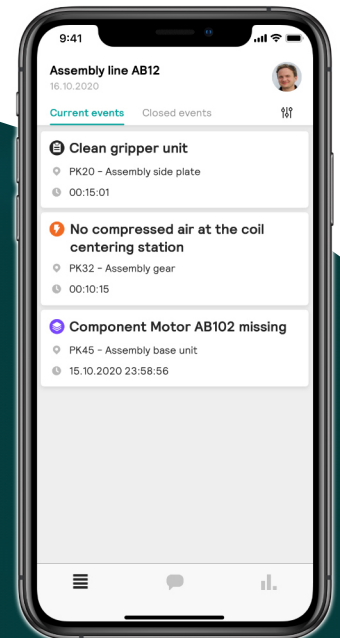 9:41
Assembly line AB12
16.10.2020
Current events Closed events
Clean gripper unit
PK20 - Assembly side plate
00:15:01
No compressed air at the coil
centering station
PK32 - Assembly gear
00:10:15
Component Motor AB102 missing
PK45 - Assembly base unit
15.10.2020 23:58:56